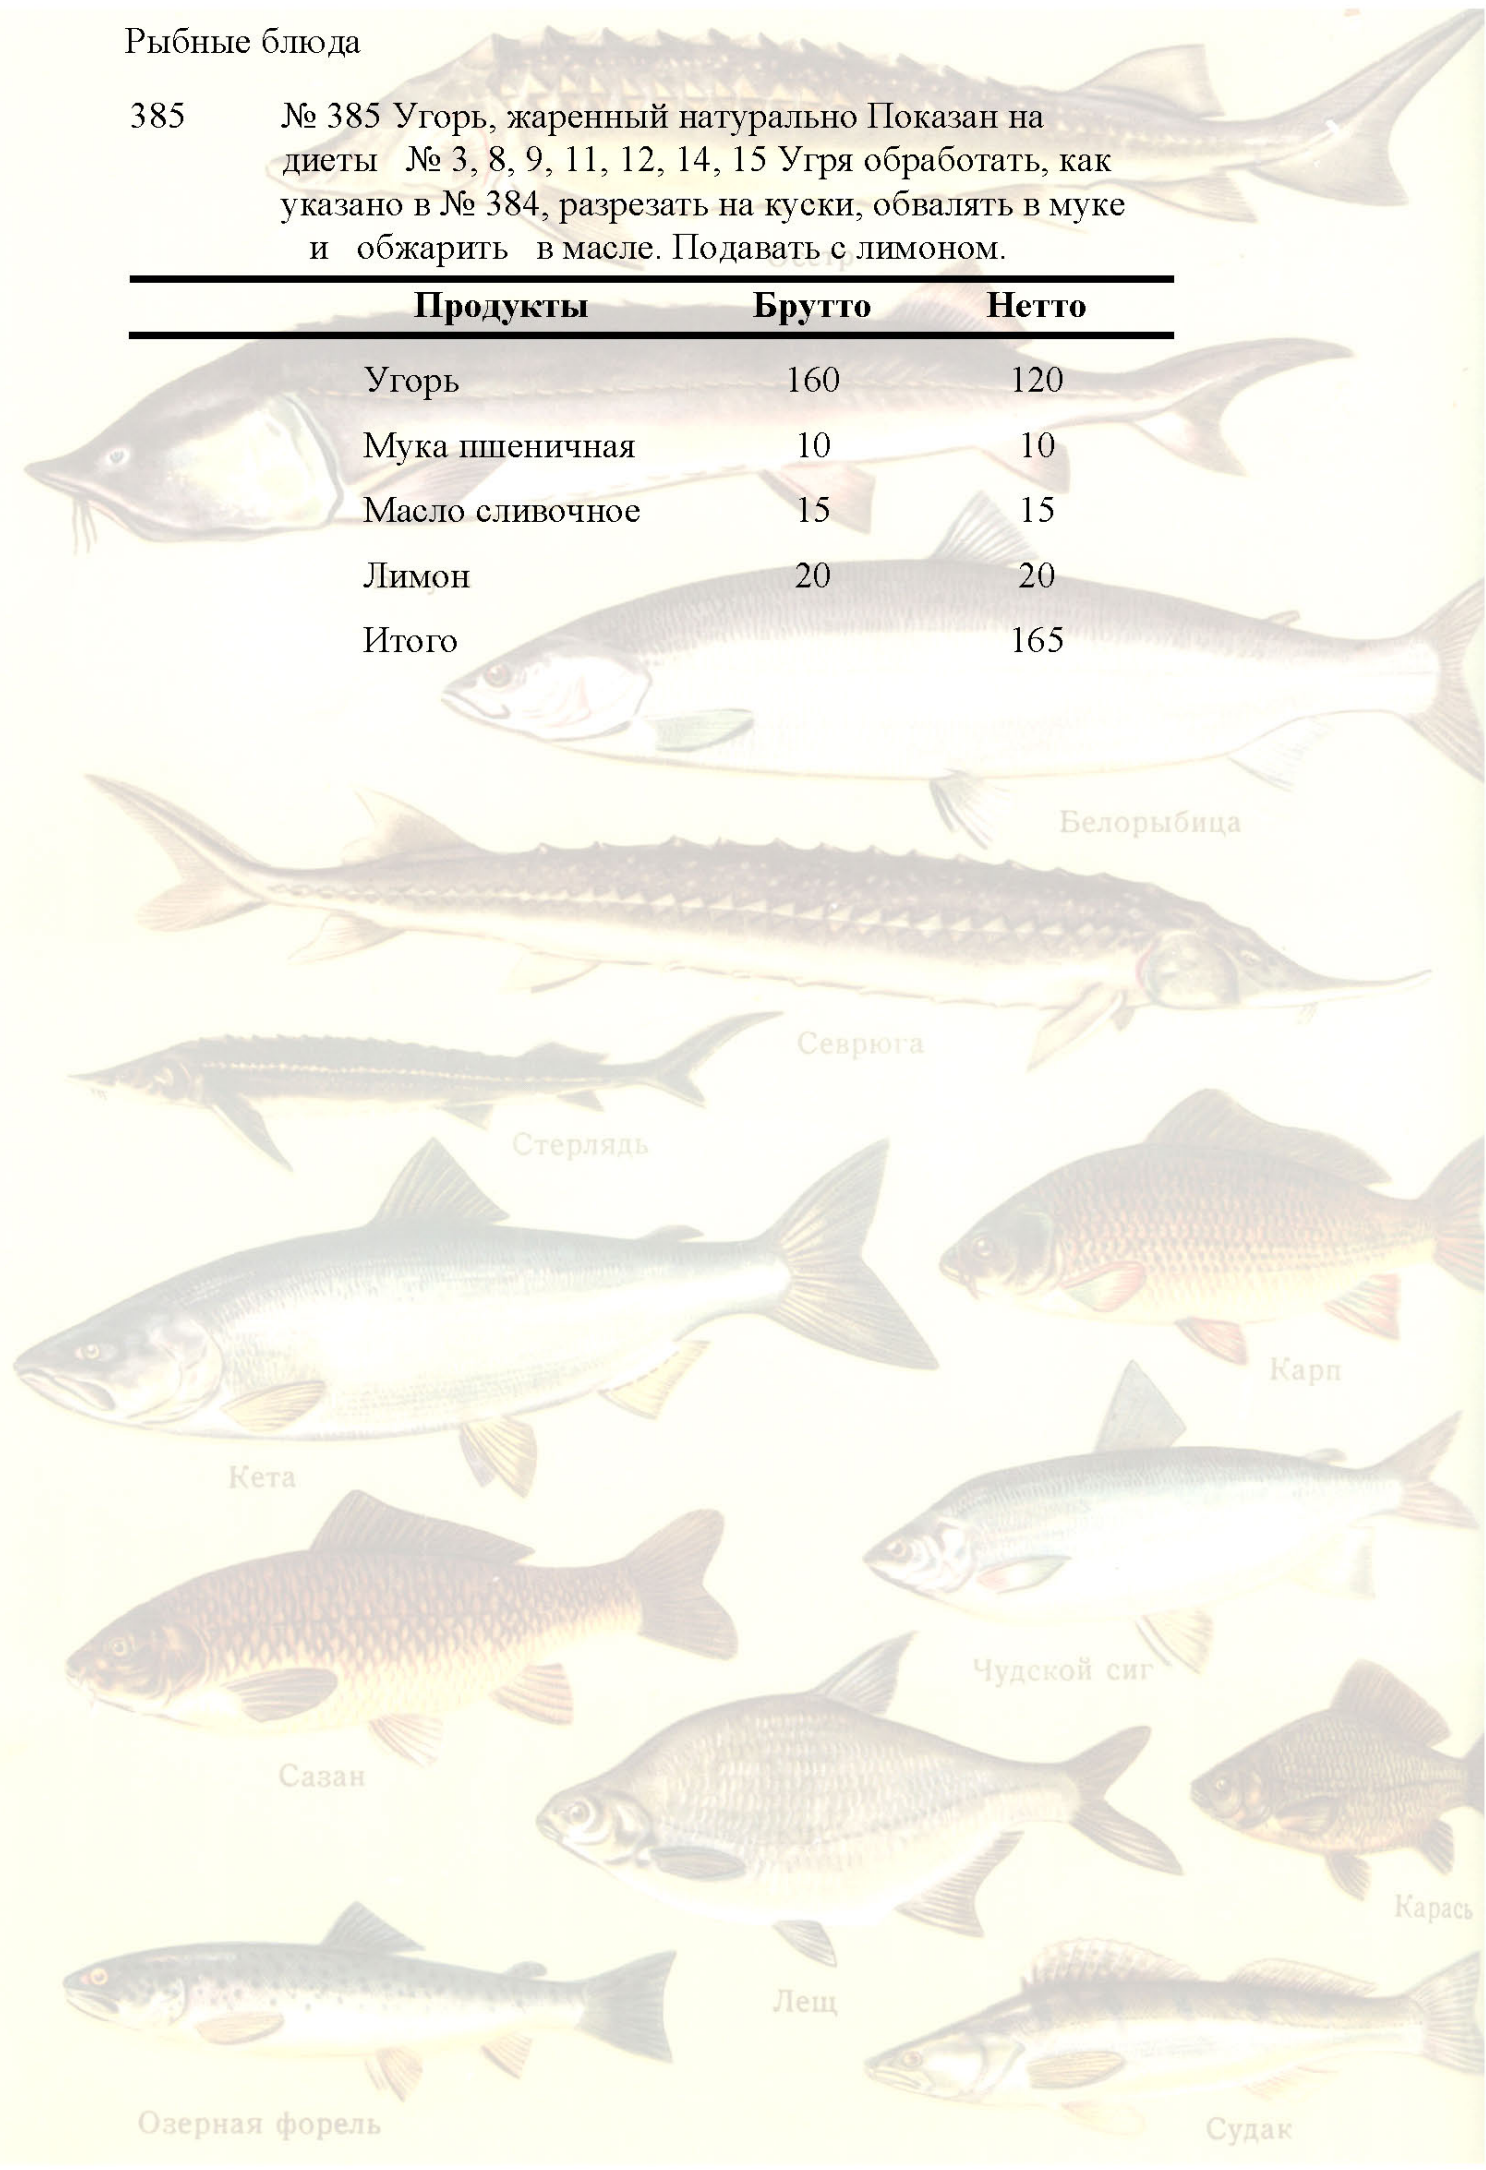 Рыбные блюда
385 № 385 Угорь, жаренный натурально Показан на
диеты № 3, 8, 9, 11, 12, 14, 15 Угря обработать, как
указано в № 384, разрезать на куски, обвалять в муке
и обжарить в масле. Подавать с лимоном.
Продукты Брутто Нетто
Угорь 160 120
Мука пшеничная 10 10
Масло сливочное 15 15
Лимон 20 20
Итого 165
Белорыбица
Севрюга
Стерлядь
Карп
Кета
Чудской сиг
Сазан
Карась
Лещ
Озерная форель
Судак